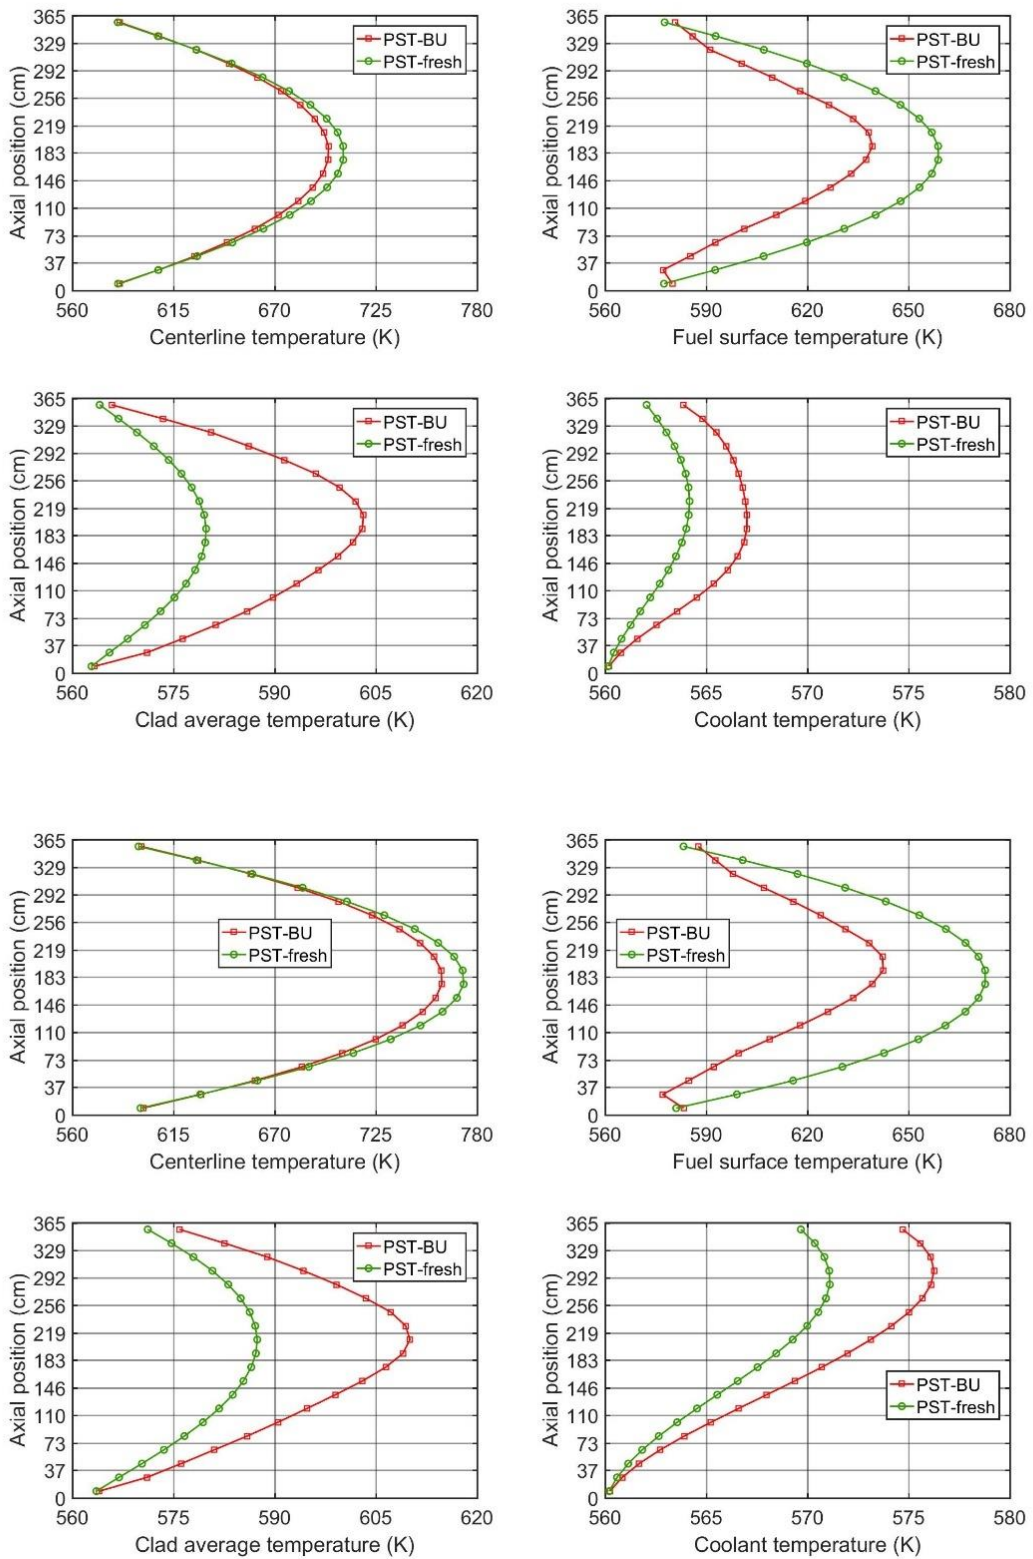 365
329
292
256
219
183
146
110
73
37
0
Axial position (cm)
PST-BU
PST-fresh
560 615 670 725 780
Centerline temperature (K)
365
329
292
256
219
183
146
110
73
37
0
Axial position (cm)
PST-BU
PST-fresh
560 590 620 650 680
Fuel surface temperature (K)
365
329
292
256
219
183
146
110
73
37
0
Axial position (cm)
PST-BU
PST-fresh
560 575 590 605 620
Clad average temperature (K)
365
329
292
256
219
183
146
110
73
37
0
Axial position (cm)
PST-BU
PST-fresh
560 565 570 575 580
Coolant temperature (K)
365
329
292
256
219
183
146
110
73
37
0
Axial position (cm)
PST-BU
PST-fresh
560 615 670 725 780
Centerline temperature (K)
365
329
292
256
219
183
146
110
73
37
0
Axial position (cm)
PST-BU
PST-fresh
560 590 620 650 680
Fuel surface temperature (K)
365
329
292
256
219
183
146
110
73
37
0
Axial position (cm)
PST-BU
PST-fresh
560 575 590 605 620
Clad average temperature (K)
365
329
292
256
219
183
146
110
73
37
0
Axial position (cm)
PST-BU
PST-fresh
560 565 570 575 580
Coolant temperature (K)